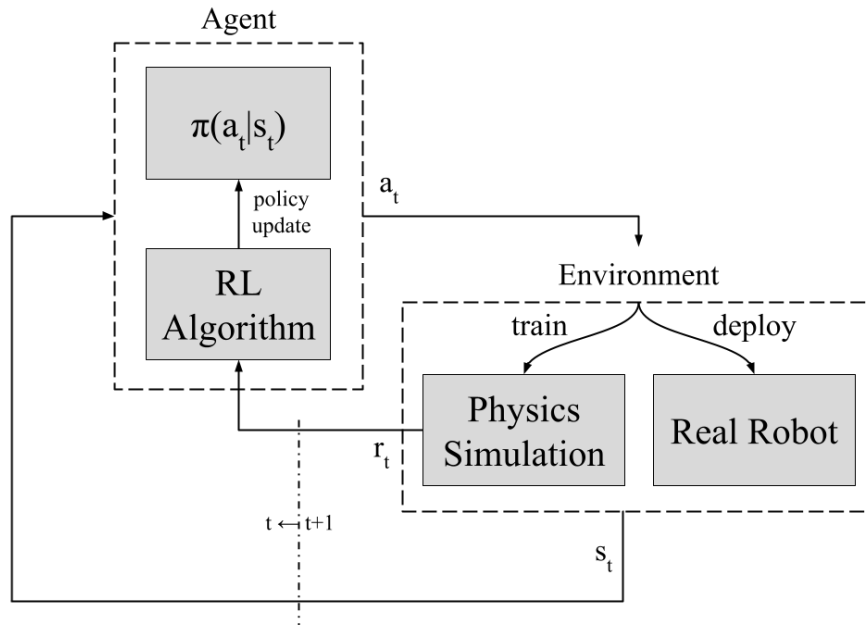 Agent
π(a_t|s_t)
policy
update
RL
Algorithm
a_t
Environment
train
deploy
Physics
Simulation
Real Robot
r_t
t ← t+1
s_t